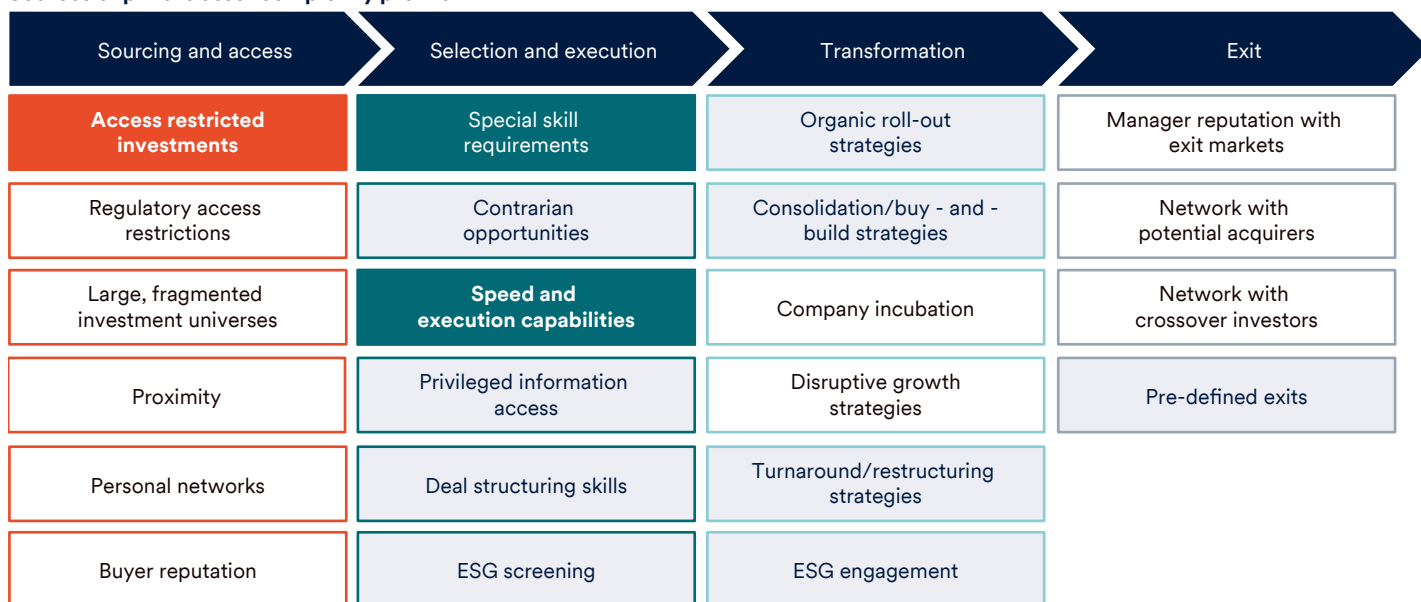 Sourcing and access
Selection and execution
Transformation
Exit
Access restricted
investments
Special skill
requirements
Organic roll-out
strategies
Manager reputation with
exit markets
Regulatory access
restrictions
Contrarian
opportunities
Consolidation/buy - and -
build strategies
Network with
potential acquirers
Large, fragmented
investment universes
Speed and
execution capabilities
Company incubation
Network with
crossover investors
Proximity
Privileged information
access
Disruptive growth
strategies
Pre-defined exits
Personal networks
Deal structuring skills
Turnaround/restructuring
strategies
Buyer reputation
ESG screening
ESG engagement